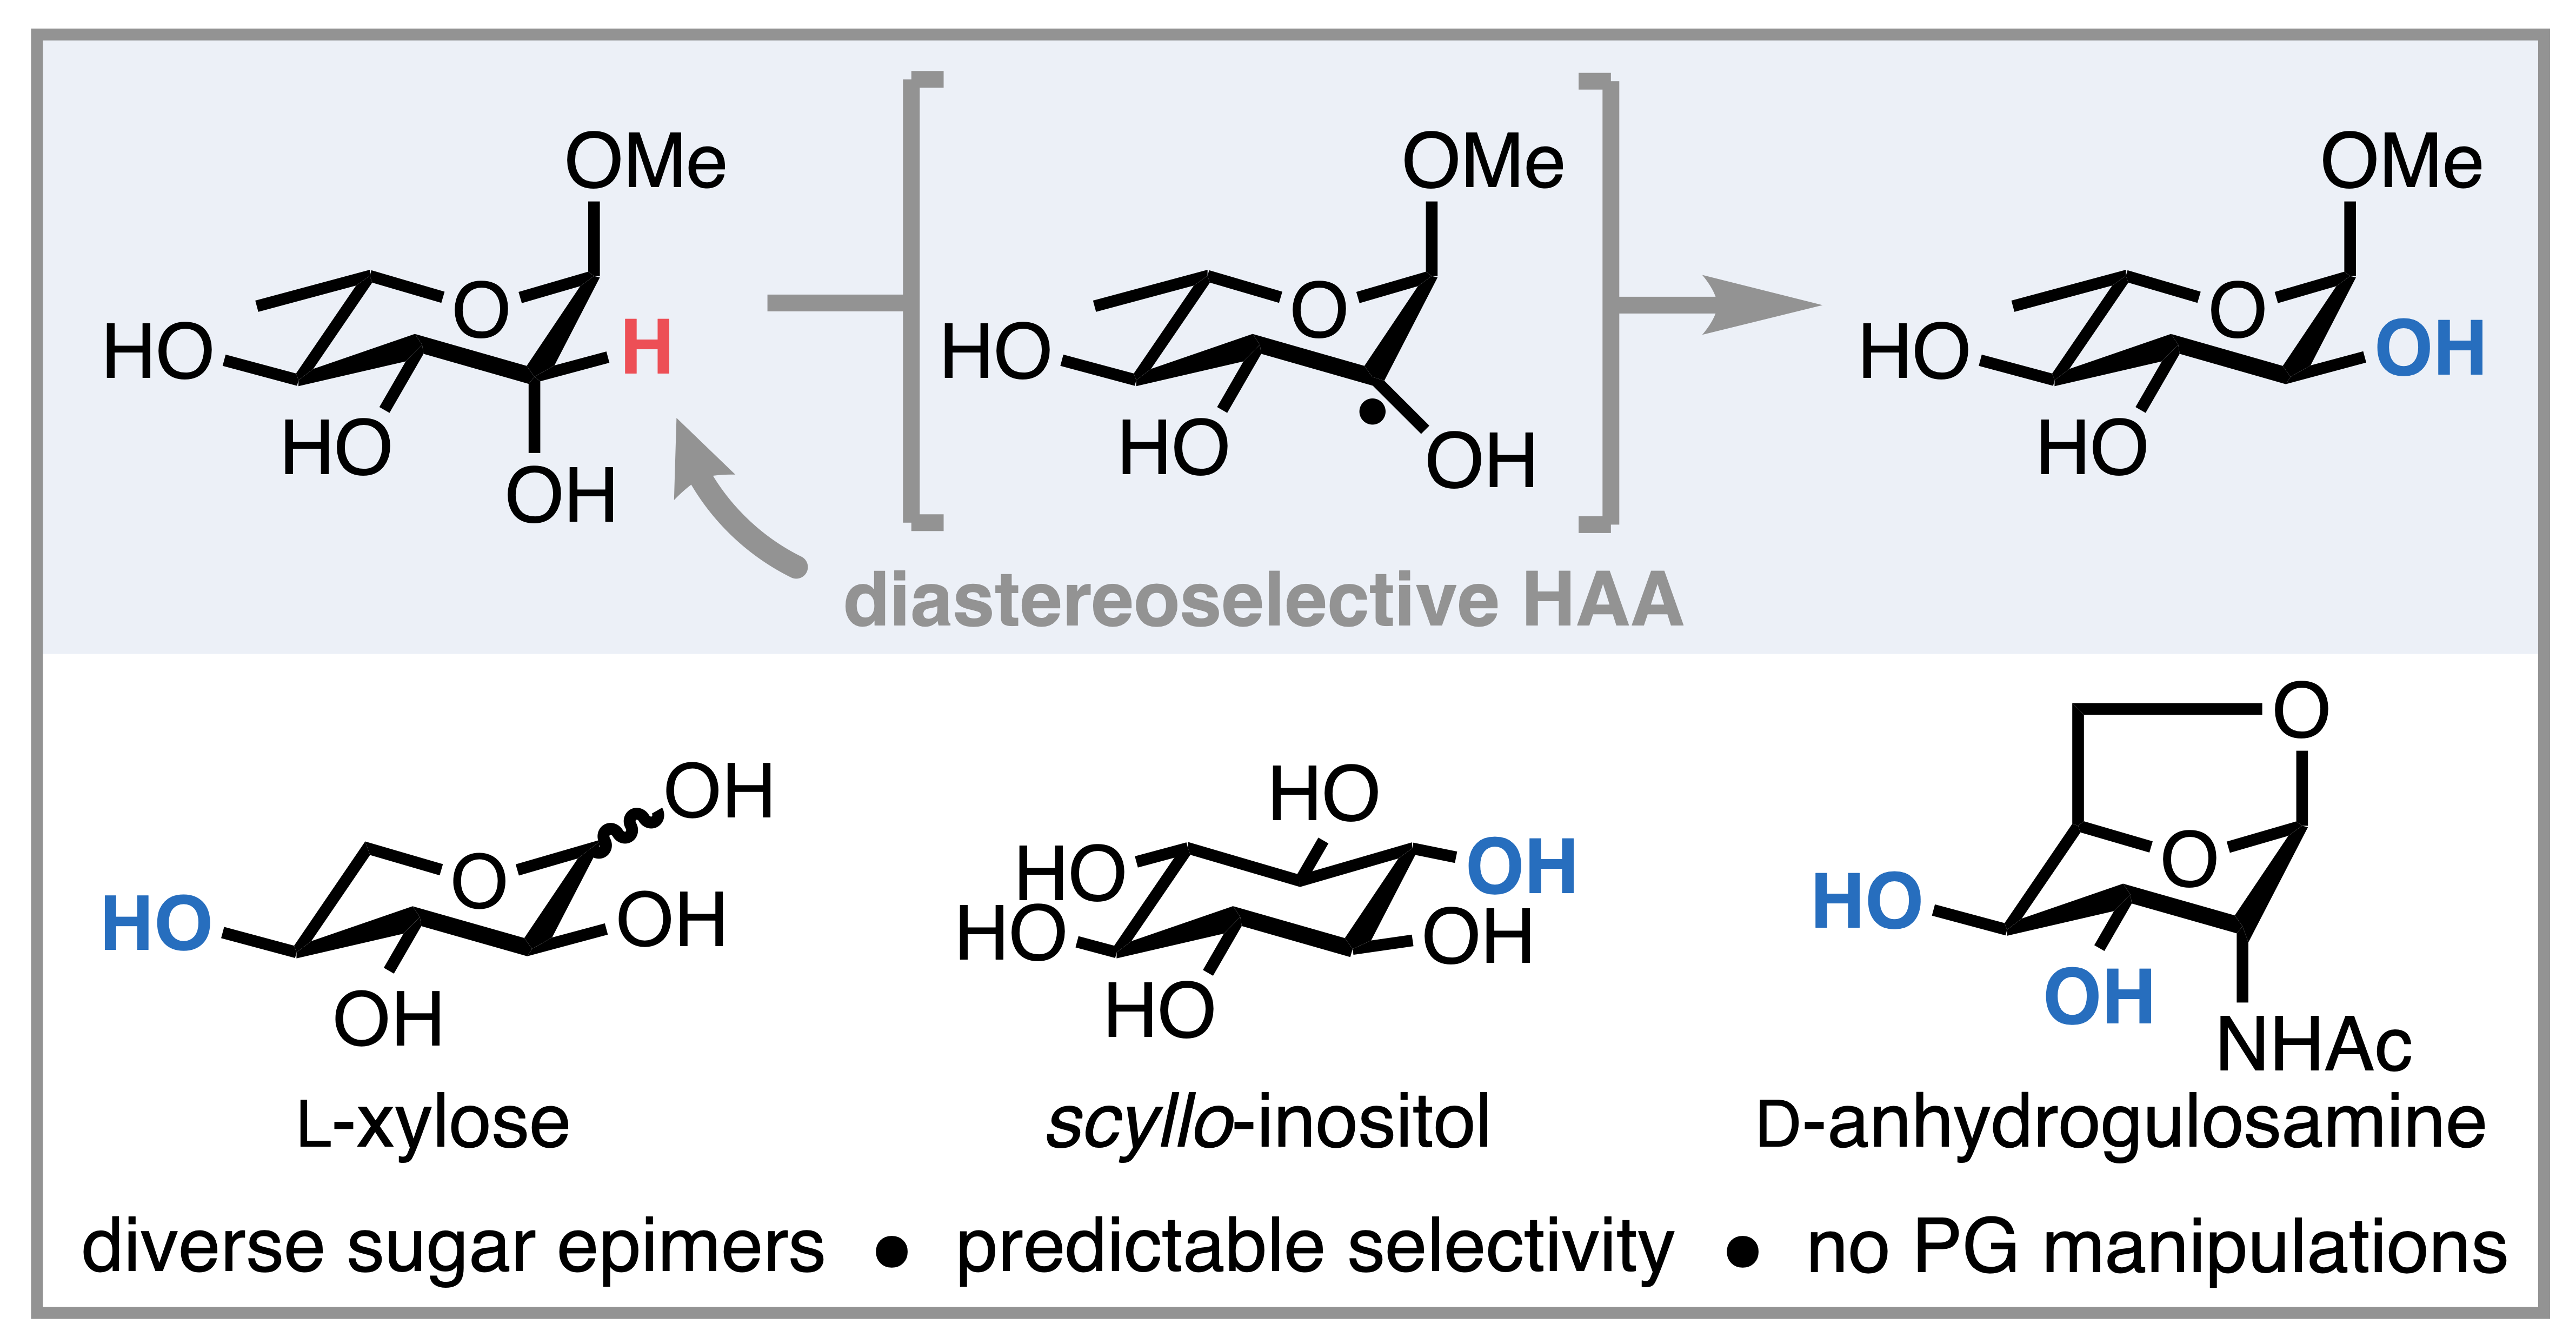 OMe
O
H
HO
HO
OH
OMe
O
HO
HO
OH
OMe
O
OH
HO
HO
diastereoselective HAA
OH
O
HO
OH
OH
L-xylose
HO
HO
OH
HO
OH
HO
scyllo-inositol
O
O
HO
OH
NHAc
D-anhydrogulosamine
diverse sugar epimers • predictable selectivity • no PG manipulations